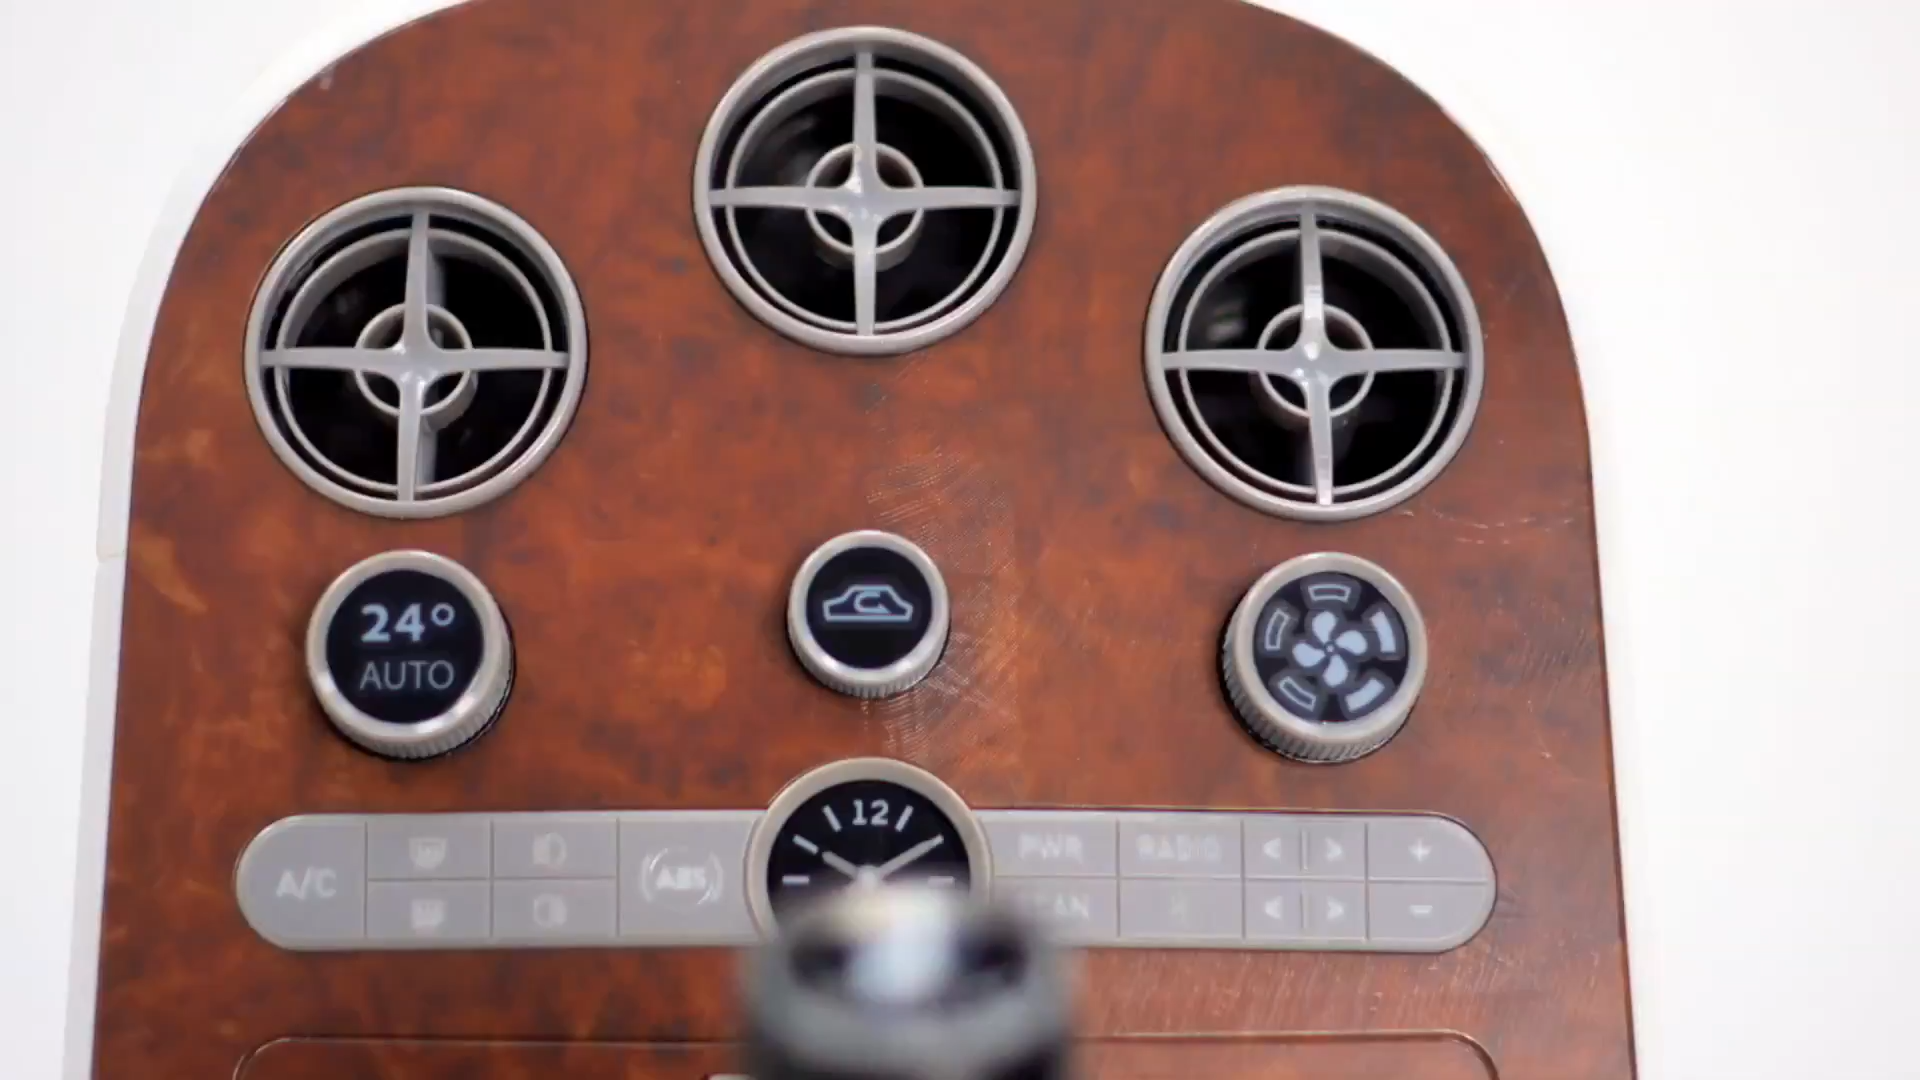 24°
AUTO
12
A/C
ABS
PWR
RADIO
< >
+
< >
-